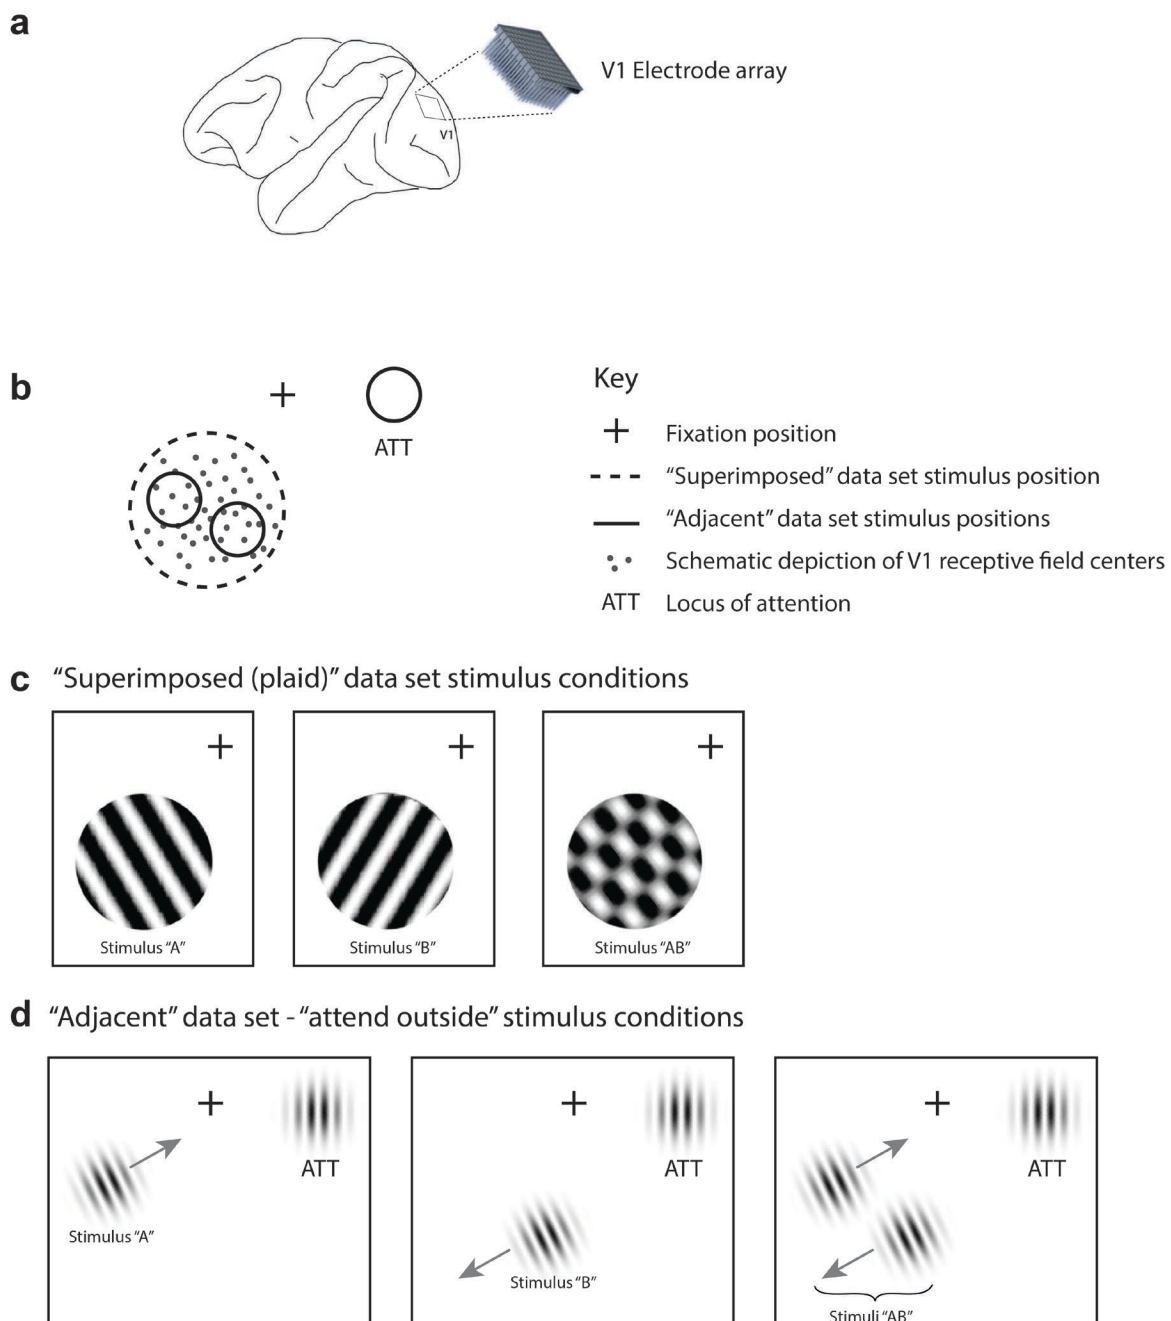 a
V1 Electrode array
V1
b
ATT
Key
Fixation position
“Superimposed” data set stimulus position
“Adjacent” data set stimulus positions
Schematic depiction of V1 receptive field centers
ATT Locus of attention
c “Superimposed (plaid)” data set stimulus conditions
Stimulus “A”
Stimulus “B”
Stimulus “AB”
d “Adjacent” data set - “attend outside” stimulus conditions
ATT
Stimulus “A”
ATT
Stimulus “B”
ATT
Stimuli “AB”